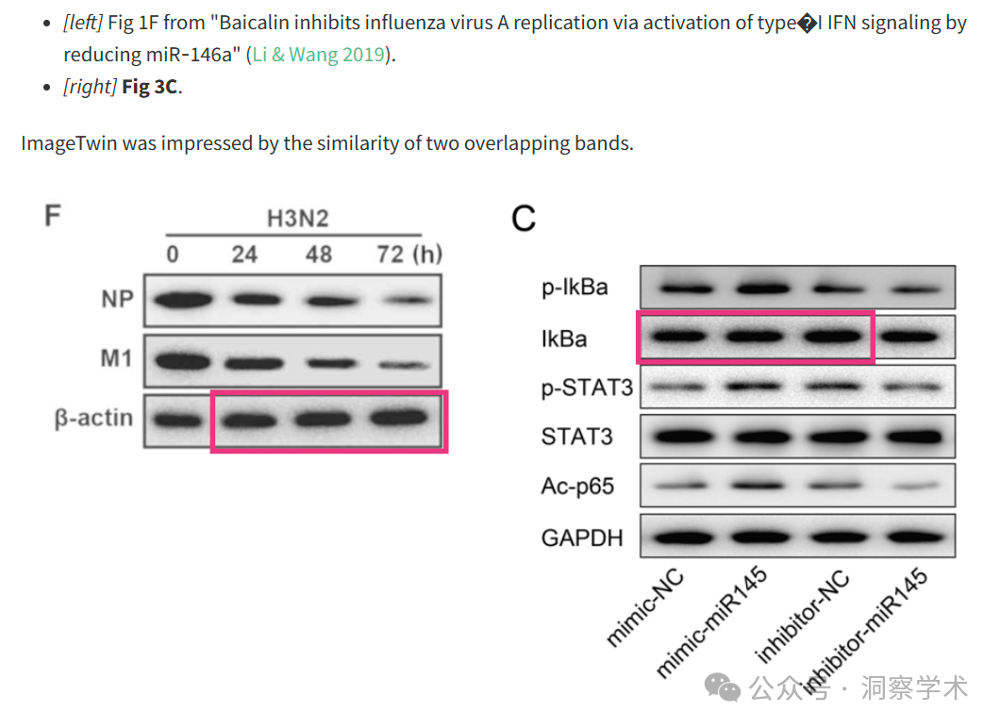 • [left] Fig 1F from "Baicalin inhibits influenza virus A replication via activation of type�I IFN signaling by
reducing miR-146a" (Li & Wang 2019).
• [right] Fig 3C.
ImageTwin was impressed by the similarity of two overlapping bands.
F
H3N2
0 24 48 72 (h)
NP
M1
β-actin
C
p-IkBa
IkBa
p-STAT3
STAT3
Ac-p65
GAPDH
mimic-NC
mimic-miR145
inhibitor-NC
inhibitor-miR145
公众号 · 洞察学术